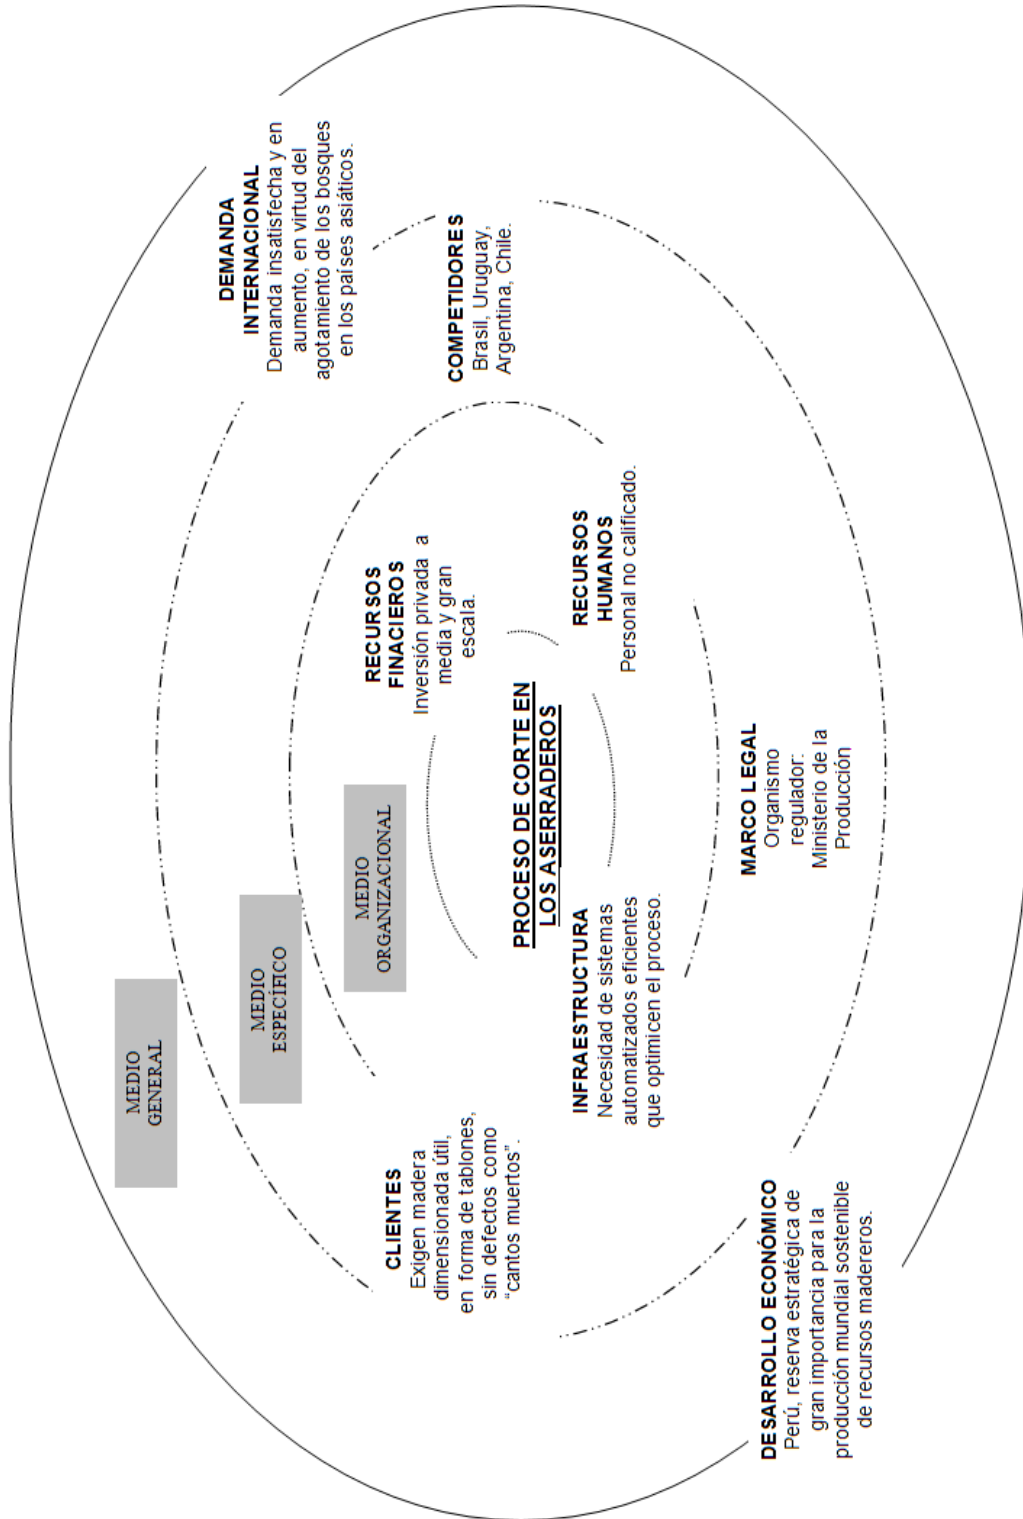 MEDIO
GENERAL
MEDIO
ESPECÍFICO
MEDIO
ORGANIZACIONAL
DEMANDA
INTERNACIONAL
Demanda insatisfecha y en
aumento, en virtud del
agotamiento de los bosques
en los países asiáticos.
CLIENTES
Exigen madera
dimensionada útil,
en forma de tablones,
sin defectos como
“cantos muertos”.
RECURSOS
FINACIEROS
Inversión privada a
media y gran
escala.
COMPETIDORES
Brasil, Uruguay,
Argentina, Chile.
PROCESO DE CORTE EN
LOS ASERRADEROS
INFRAESTRUCTURA
Necesidad de sistemas
automatizados eficientes
que optimicen el proceso.
RECURSOS
HUMANOS
Personal no calificado.
DESARROLLO ECONÓMICO
Perú, reserva estratégica de
gran importancia para la
producción mundial sostenible
de recursos madereros.
MARCO LEGAL
Organismo
regulador:
Ministerio de la
Producción